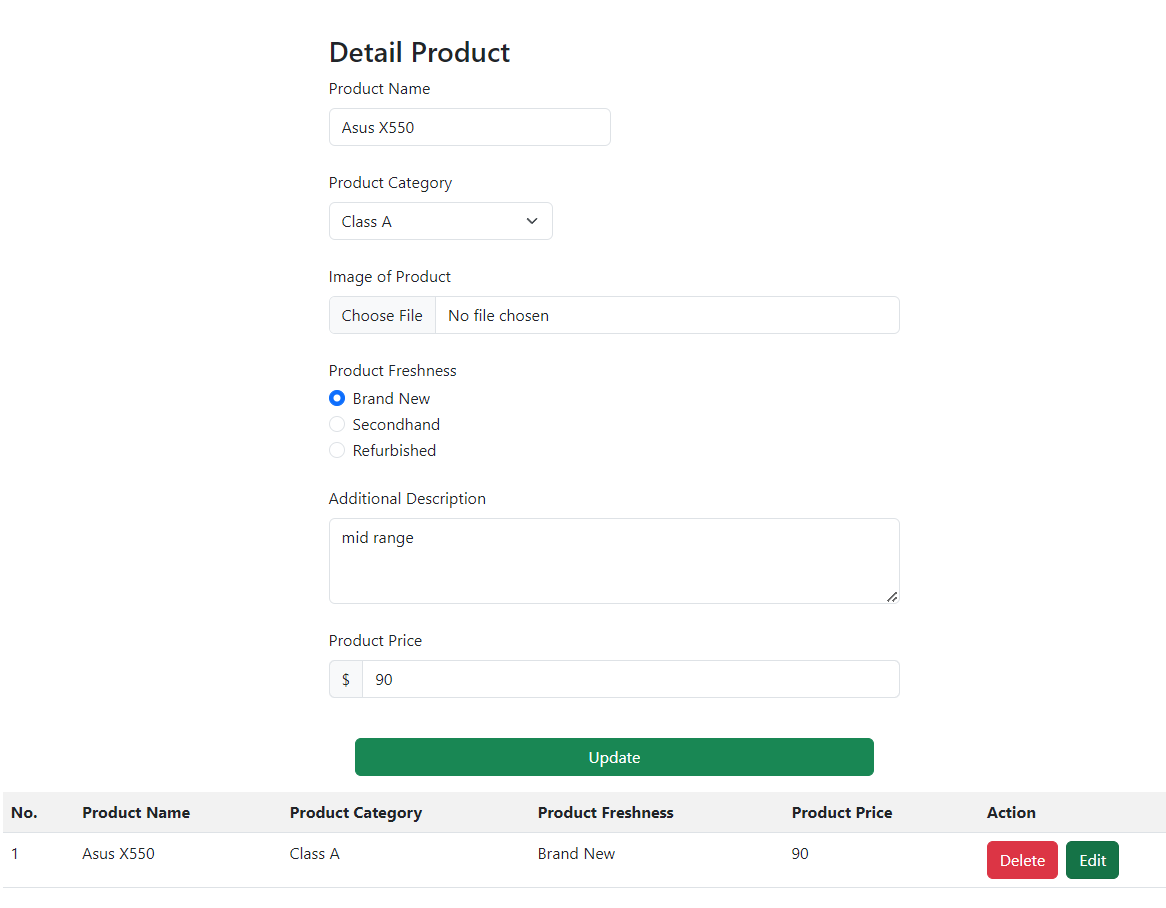 Detail Product
Product Name
Asus X550
Product Category
Class A
Image of Product
Choose File No file chosen
Product Freshness
Brand New
Secondhand
Refurbished
Additional Description
mid range
Product Price
$ 90
Update
No. Product Name Product Category Product Freshness Product Price Action
1 Asus X550 Class A Brand New 90 Delete Edit